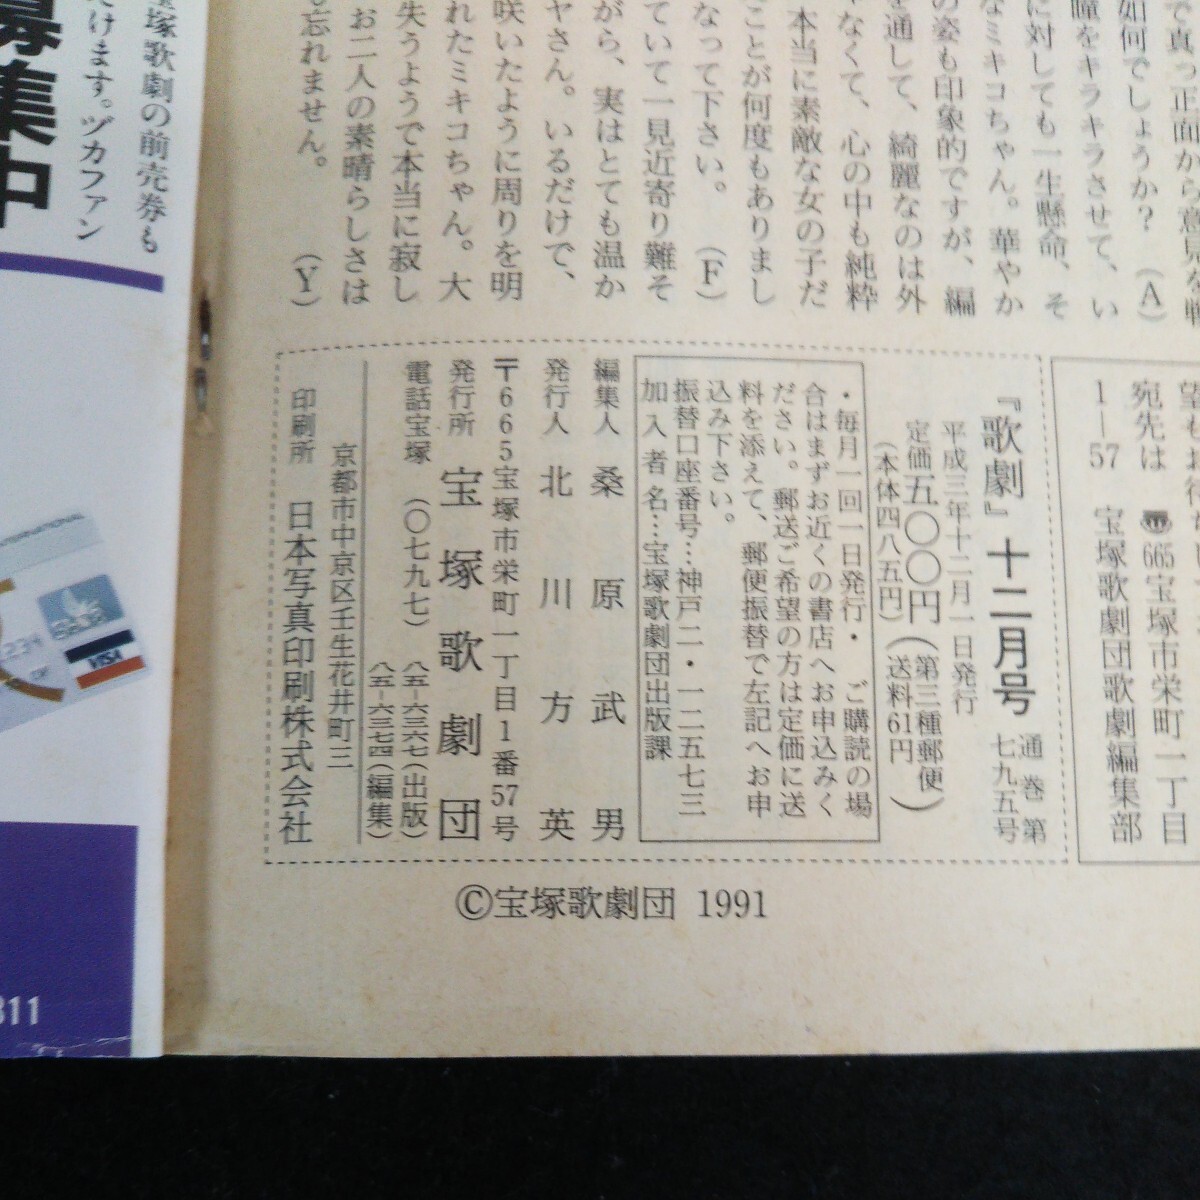 で真っ正面から意見を戦
如何でしょうか? (A)
瞳をキラキラさせて、い
に対しても一生懸命、そ
なミキコちゃん。華やか
の姿も印象的ですが、編
を通して、綺麗なのは外
なくて、心の中も純粋
本当に素敵な女の子だ
ことが何度もありまし
なって下さい。 (F)
ていて一見近寄り難そ
がら、実はとても温か
ヤさん。いるだけで、
咲いたように周りを明
れたミキコちゃん。大
失うようで本当に寂し
お二人の素晴らしさは
も忘れません。 (Y)
宛先は 〠665宝塚市栄町一丁目
1―57 宝塚歌劇団歌劇編集部
『歌劇』十二月号 通巻第七九五号
平成三年十二月一日発行
定価五〇〇円(第三種郵便)
(本体四八五円)(送料61円)
・毎月一回一日発行・ ご購読の場
合はまずお近くの書店へお申込みく
ださい。郵送ご希望の方は定価に送
料を添えて、郵便振替で左記へお申
込み下さい。
振替口座番号…神戸二・一二五七三
加入者名…宝塚歌劇団出版課
編集人 桑原武男
発行人 北川方英
〒665宝塚市栄町一丁目1番57号
発行所 宝塚歌劇団
電話宝塚(〇七九七)八五―六三六七(出版)
八五―六三七四(編集)
京都市中京区壬生花井町三
印刷所 日本写真印刷株式会社
©宝塚歌劇団 1991
宝塚歌劇の前売券も
けます。ヅカファン
募集中
VISA
311